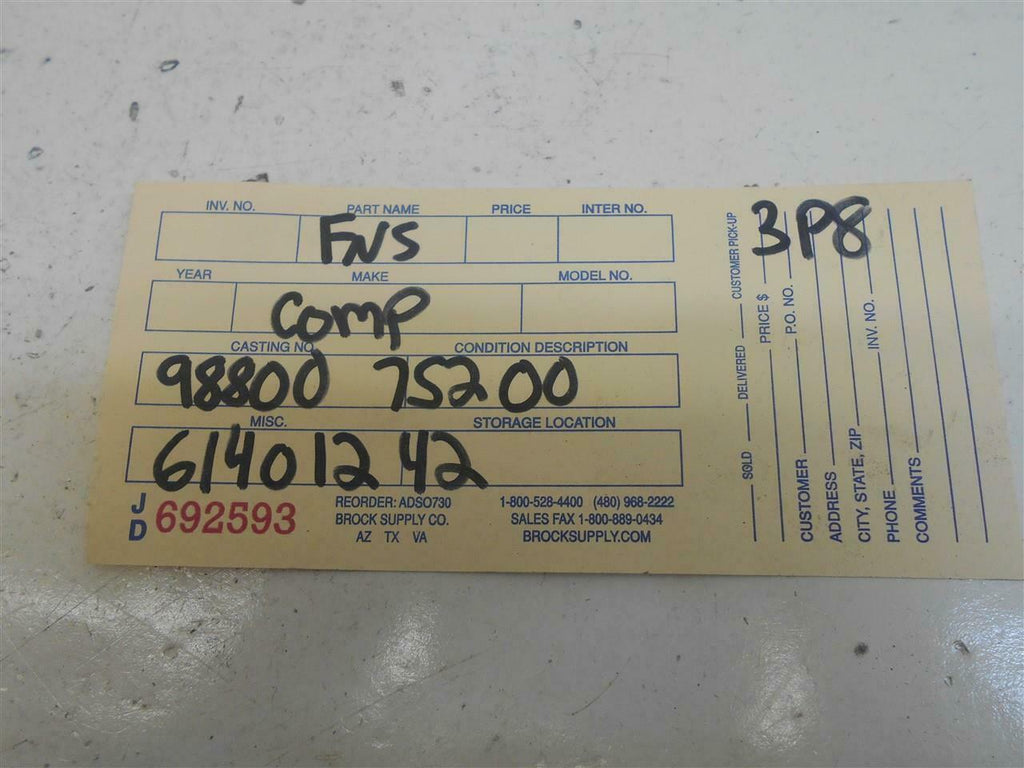 INV. NO. PART NAME PRICE INTER NO.
FNS
YEAR MAKE MODEL NO.
Comp
CASTING NO. CONDITION DESCRIPTION
98800 75200
MISC. STORAGE LOCATION
614012 42
JD 692593
REORDER: ADSO730 1-800-528-4400 (480) 968-2222
BROCK SUPPLY CO. SALES FAX 1-800-889-0434
AZ TX VA BROCKSUPPLY.COM
3P8
SOLD DELIVERED CUSTOMER PICK-UP
PRICE $
CUSTOMER P.O. NO.
ADDRESS
CITY, STATE, ZIP INV. NO.
PHONE
COMMENTS